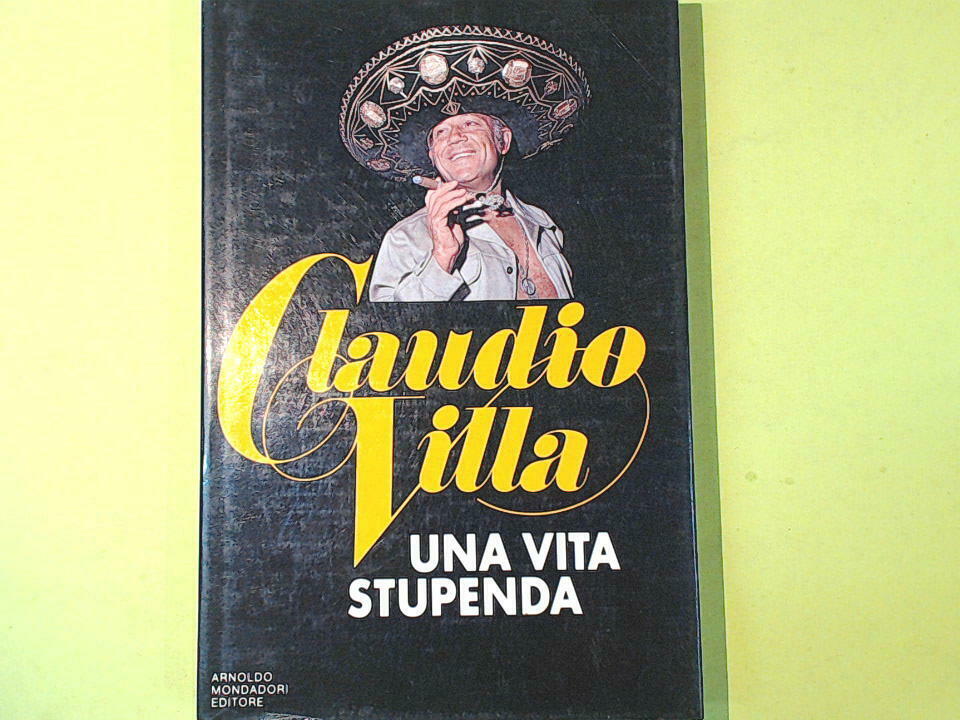 Claudio
Villa
UNA VITA
STUPENDA
ARNOLDO
MONDADORI
EDITORE